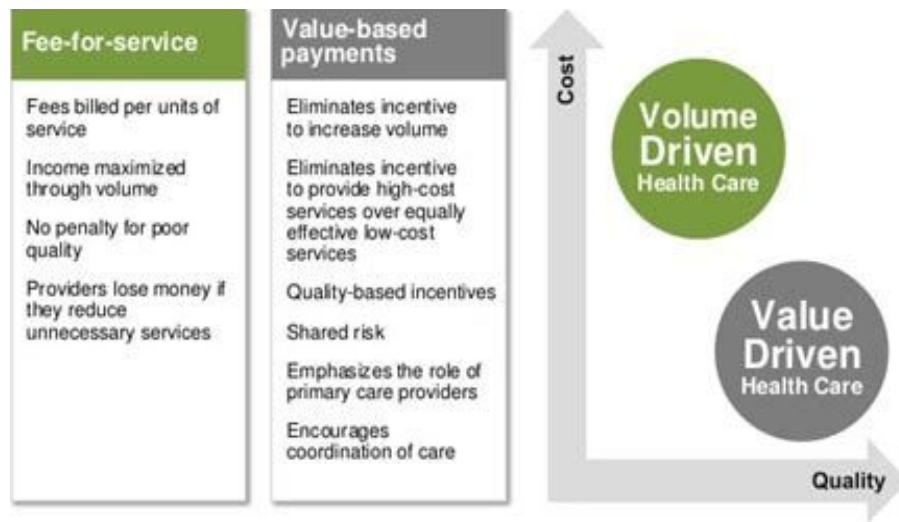 Fee-for-service
Fees billed per units of
service
Income maximized
through volume
No penalty for poor
quality
Providers lose money if
they reduce
unnecessary services
Value-based
payments
Eliminates incentive
to increase volume
Eliminates incentive
to provide high-cost
services over equally
effective low-cost
services
Quality-based incentives
Shared risk
Emphasizes the role of
primary care providers
Encourages
coordination of care
Cost
Volume
Driven
Health Care
Value
Driven
Health Care
Quality